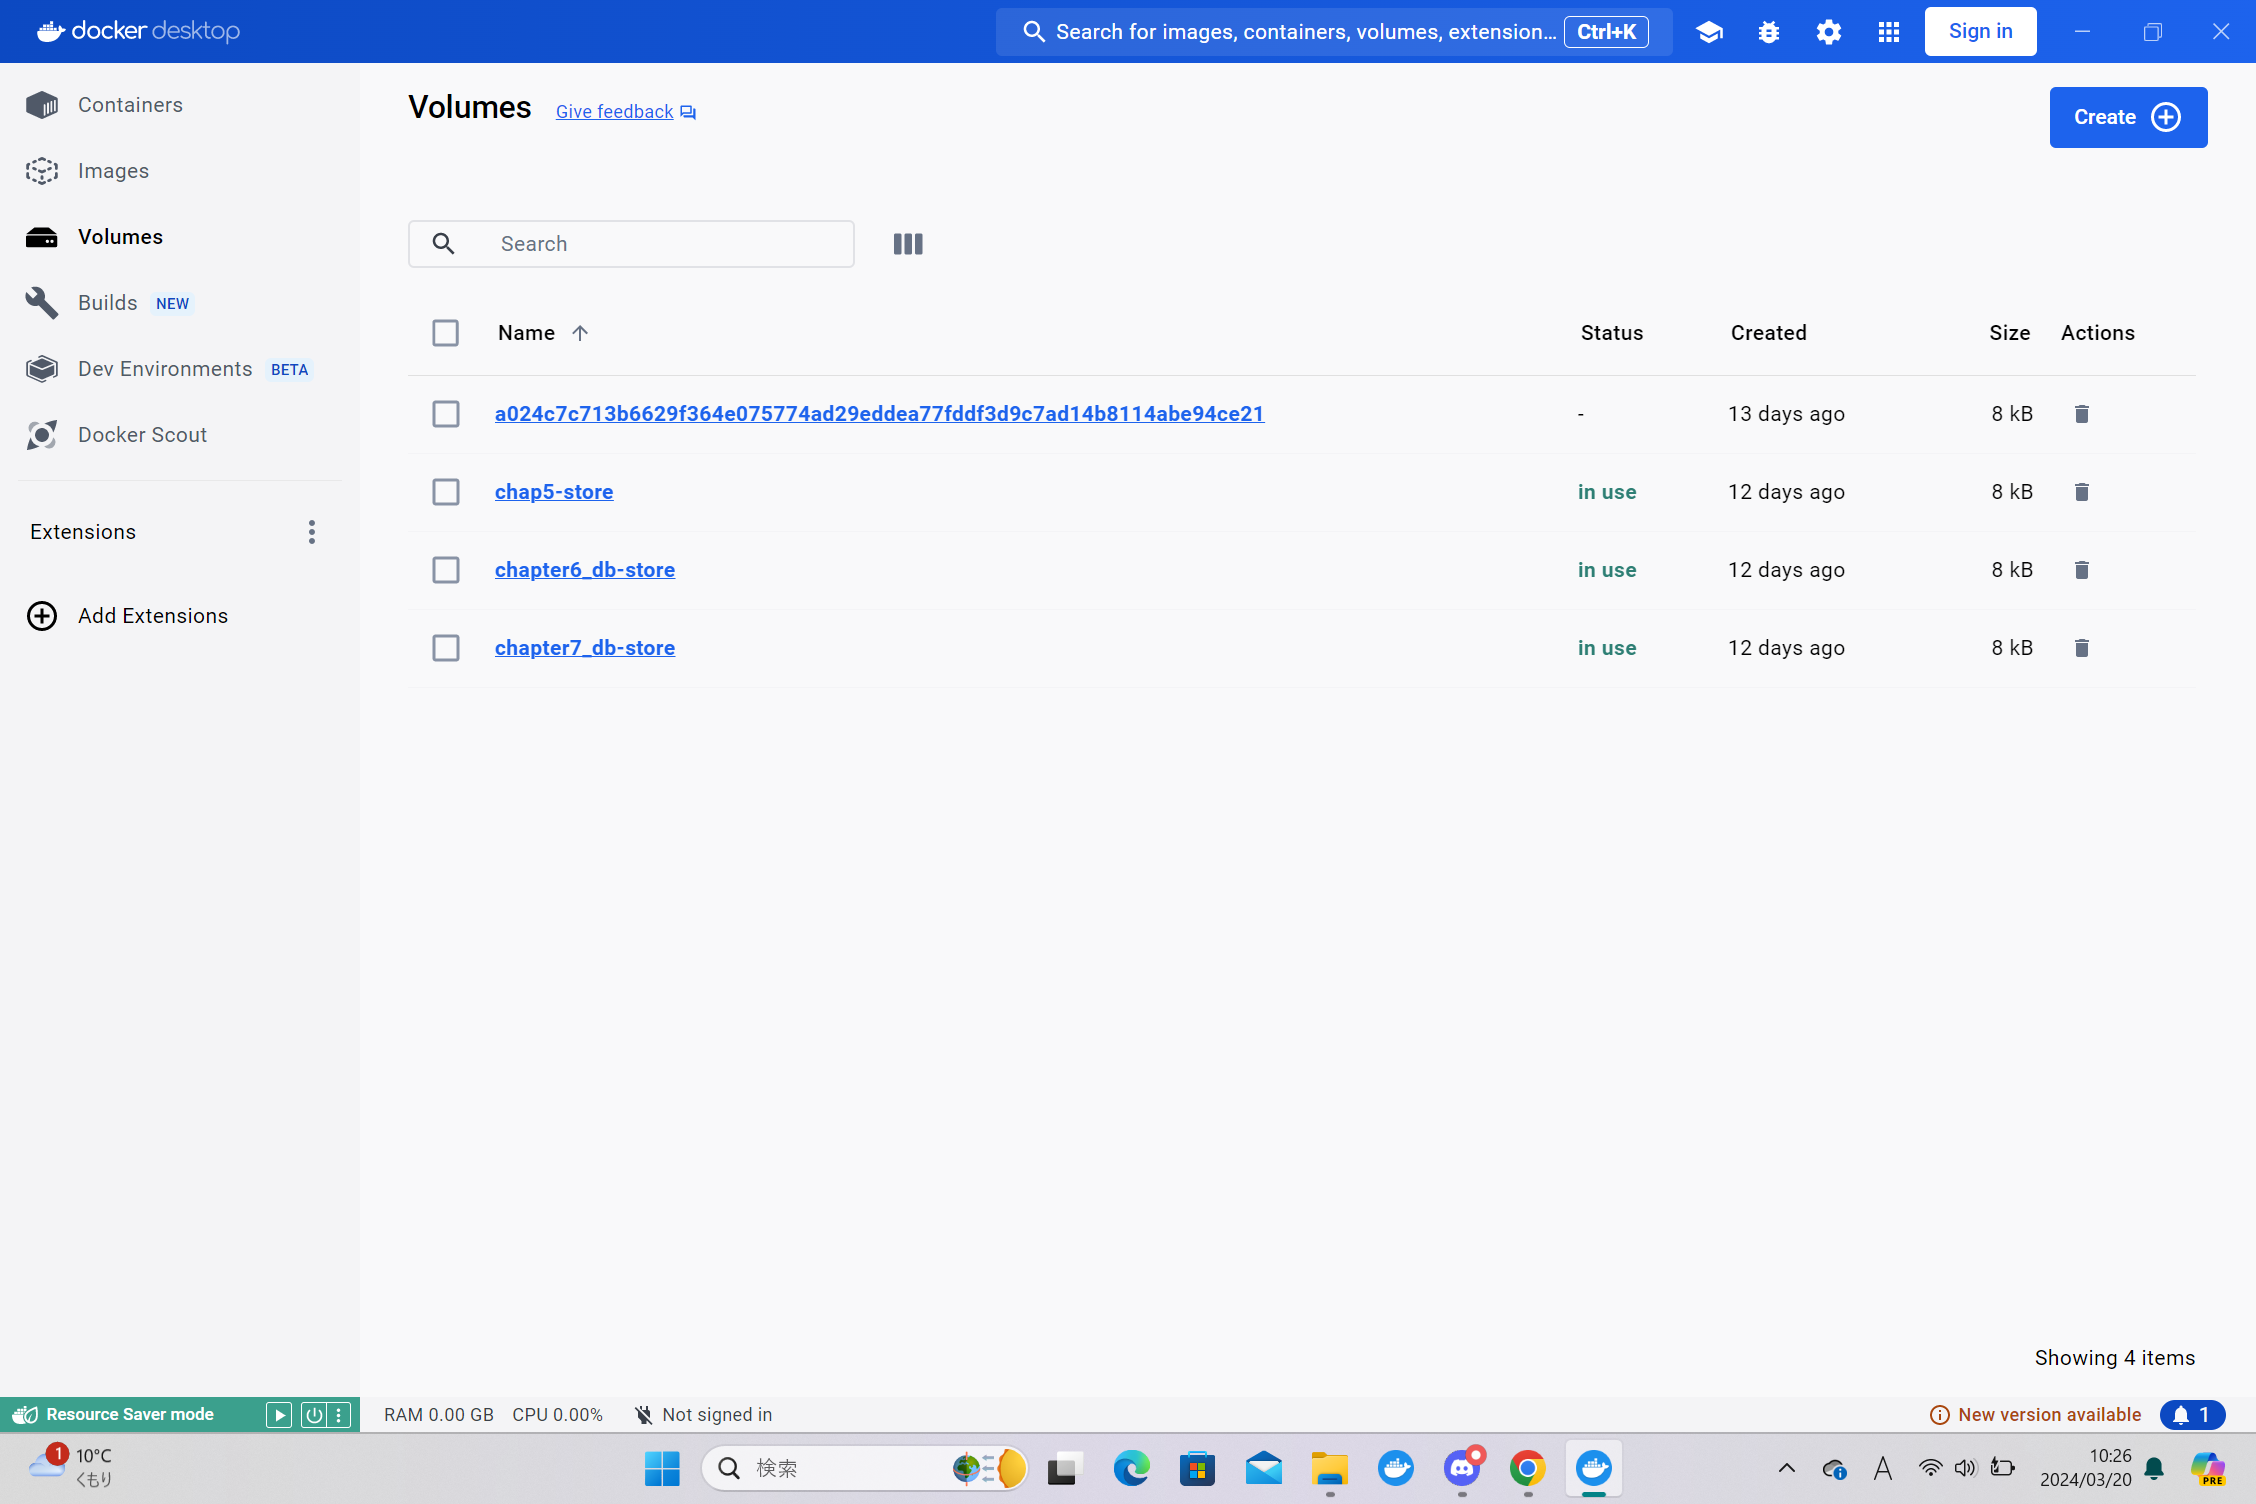 docker desktop
Search for images, containers, volumes, extension... Ctrl+K
Sign in
Containers
Images
Volumes
Builds NEW
Dev Environments BETA
Docker Scout
Extensions
Add Extensions
Volumes Give feedback
Create
Search
Name Status Created Size Actions
a024c7c713b6629f364e075774ad29eddea77fddf3d9c7ad14b8114abe94ce21 - 13 days ago 8 kB
chap5-store in use 12 days ago 8 kB
chapter6_db-store in use 12 days ago 8 kB
chapter7_db-store in use 12 days ago 8 kB
Showing 4 items
Resource Saver mode RAM 0.00 GB CPU 0.00% Not signed in New version available 1
1 10°C
くもり
検索
A
10:26
2024/03/20
PRE